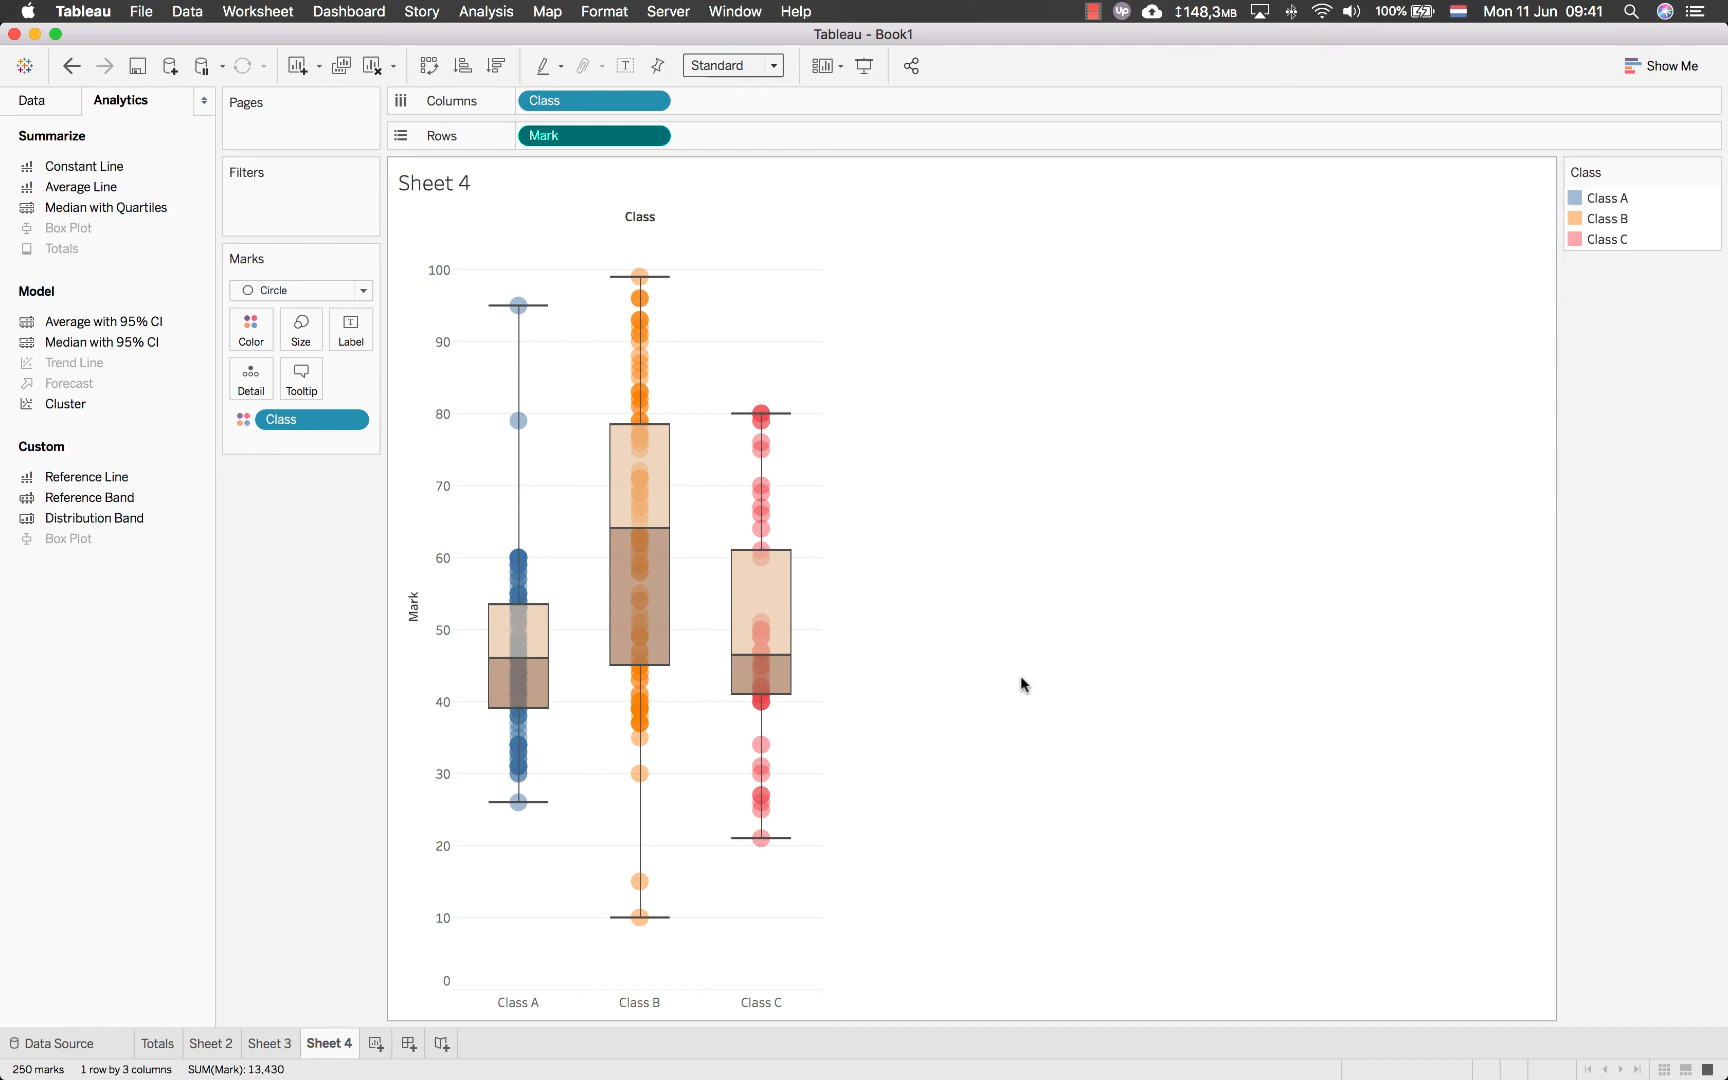 Tableau File Data Worksheet Dashboard Story Analysis Map Format Server Window Help Up ↕148,3MB 100% Mon 11 Jun 09:41
Tableau - Book1
Standard Show Me
Data Analytics
Summarize
Constant Line
Average Line
Median with Quartiles
Box Plot
Totals
Model
Average with 95% CI
Median with 95% CI
Trend Line
Forecast
Cluster
Custom
Reference Line
Reference Band
Distribution Band
Box Plot
Pages
Filters
Marks
Circle
Color Size Label
Detail Tooltip
Class
Columns Class
Rows Mark
Sheet 4
Class
100
90
80
70
60
50
40
30
20
10
0
Mark
Class A Class B Class C
Class
Class A
Class B
Class C
Data Source Totals Sheet 2 Sheet 3 Sheet 4
250 marks 1 row by 3 columns SUM(Mark): 13,430